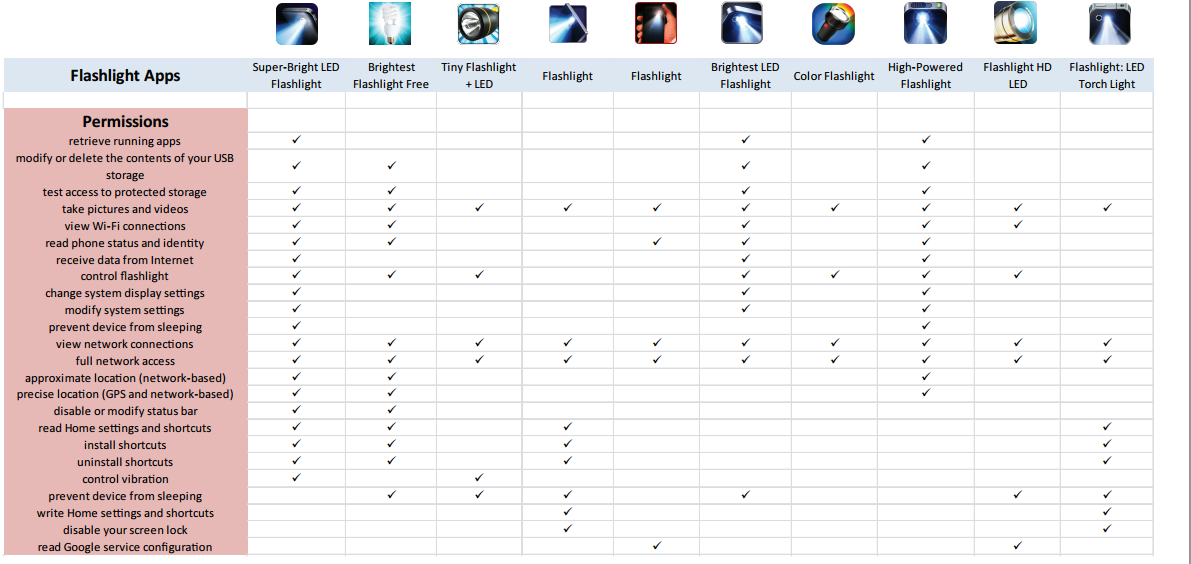 Flashlight Apps Super-Bright LED Flashlight Brightest Flashlight Free Tiny Flashlight + LED Flashlight Flashlight Brightest LED Flashlight Color Flashlight High-Powered Flashlight Flashlight HD LED Flashlight: LED Torch Light
Permissions
retrieve running apps ✓ ✓ ✓
modify or delete the contents of your USB
storage ✓ ✓ ✓ ✓
test access to protected storage ✓ ✓ ✓ ✓
take pictures and videos ✓ ✓ ✓ ✓ ✓ ✓ ✓ ✓ ✓ ✓
view Wi-Fi connections ✓ ✓ ✓ ✓ ✓
read phone status and identity ✓ ✓ ✓ ✓ ✓
receive data from Internet ✓ ✓ ✓
control flashlight ✓ ✓ ✓ ✓ ✓ ✓ ✓
change system display settings ✓ ✓ ✓
modify system settings ✓ ✓ ✓
prevent device from sleeping ✓ ✓
view network connections ✓ ✓ ✓ ✓ ✓ ✓ ✓ ✓ ✓ ✓
full network access ✓ ✓ ✓ ✓ ✓ ✓ ✓ ✓ ✓ ✓
approximate location (network-based) ✓ ✓ ✓
precise location (GPS and network-based) ✓ ✓ ✓
disable or modify status bar ✓ ✓
read Home settings and shortcuts ✓ ✓ ✓ ✓
install shortcuts ✓ ✓ ✓ ✓
uninstall shortcuts ✓ ✓ ✓ ✓
control vibration ✓ ✓
prevent device from sleeping ✓ ✓ ✓ ✓ ✓ ✓
write Home settings and shortcuts ✓ ✓
disable your screen lock ✓ ✓
read Google service configuration ✓ ✓